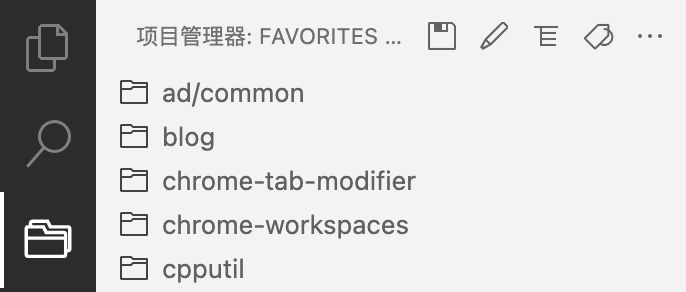 项目管理器: FAVORITES ...
ad/common
blog
chrome-tab-modifier
chrome-workspaces
cpputil